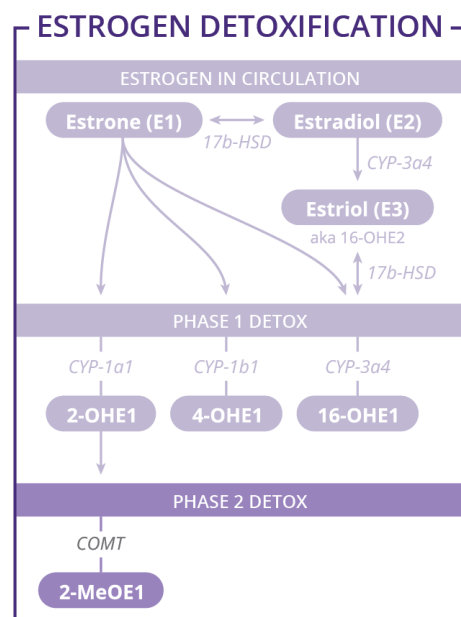 ESTROGEN DETOXIFICATION
ESTROGEN IN CIRCULATION
Estrone (E1)
Estradiol (E2)
17b-HSD
CYP-3a4
Estriol (E3)
aka 16-OHE2
17b-HSD
PHASE 1 DETOX
CYP-1a1
CYP-1b1
CYP-3a4
2-OHE1
4-OHE1
16-OHE1
PHASE 2 DETOX
COMT
2-MeOE1